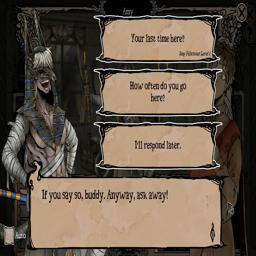 Your last time here?
How often do you go
here?
I'll respond later.
If you say so, buddy. Anyway, ask away!
Auto